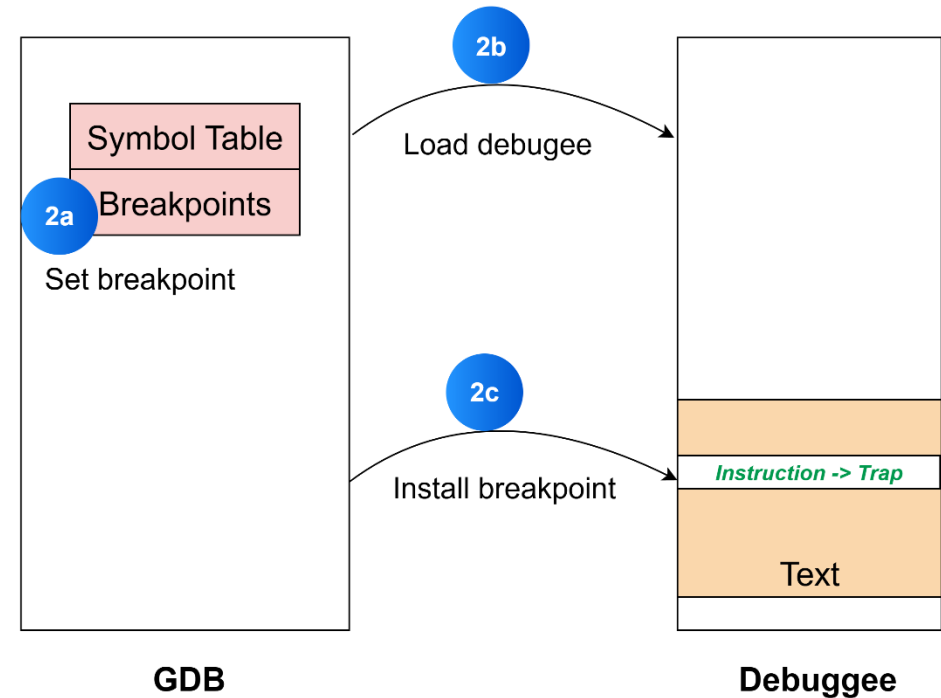 2b
Symbol Table
Load debugee
2a
Breakpoints
Set breakpoint
2c
Instruction -> Trap
Install breakpoint
Text
GDB
Debuggee